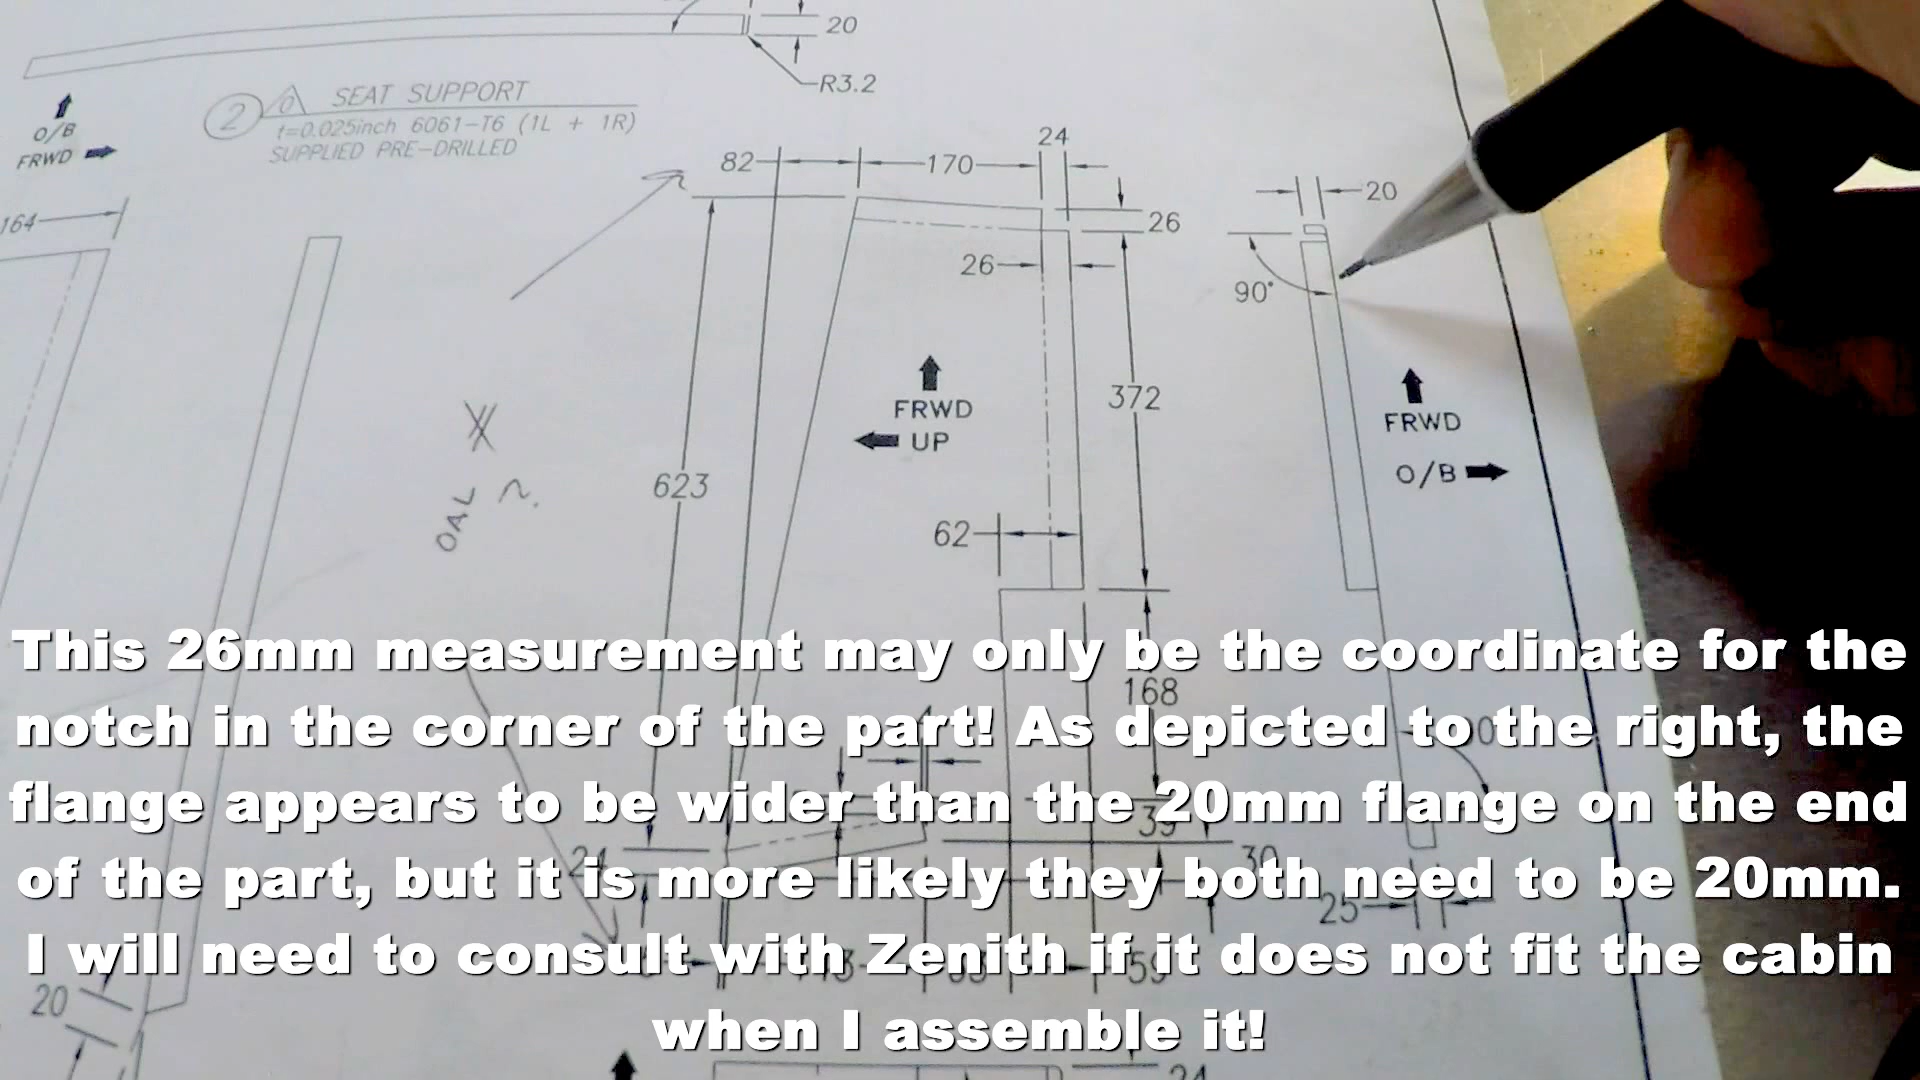 20
R3.2
2
0
SEAT SUPPORT
t=0.025inch 6061-T6 (1L + 1R)
SUPPLIED PRE-DRILLED
O/B
FRWD
24
82
170
20
164
26
26
90°
372
FRWD
UP
FRWD
O/B
623
OAL
?
62
168
This 26mm measurement may only be the coordinate for the
notch in the corner of the part! As depicted to the right, the
flange appears to be wider than the 20mm flange on the end
of the part, but it is more likely they both need to be 20mm.
I will need to consult with Zenith if it does not fit the cabin
when I assemble it!
39
30
25
59
20
24